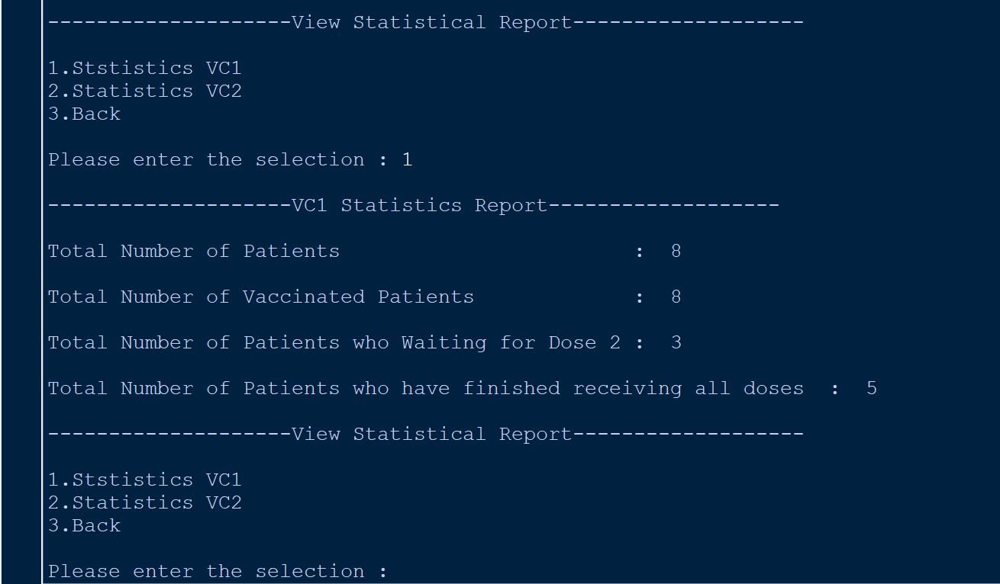 --------------------View Statistical Report-------------------
1.Ststistics VC1
2.Statistics VC2
3.Back
Please enter the selection : 1
--------------------VC1 Statistics Report-------------------
Total Number of Patients                        :  8
Total Number of Vaccinated Patients             :  8
Total Number of Patients who Waiting for Dose 2 :  3
Total Number of Patients who have finished receiving all doses  :  5
--------------------View Statistical Report-------------------
1.Ststistics VC1
2.Statistics VC2
3.Back
Please enter the selection :